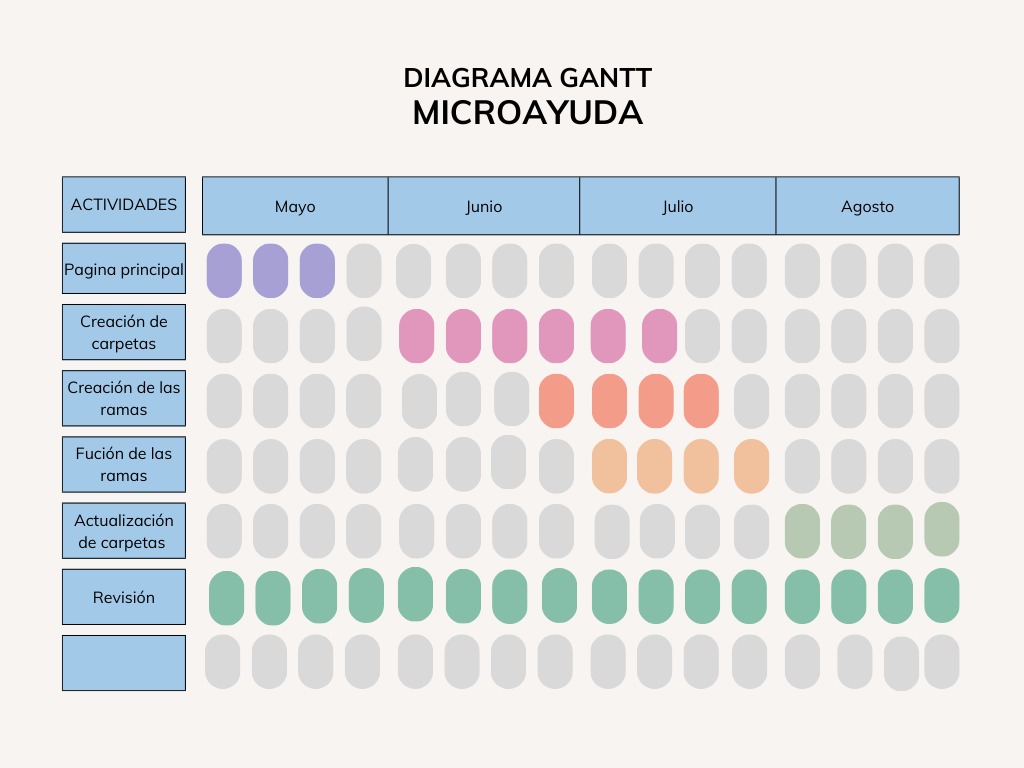 DIAGRAMA GANTT
MICROAYUDA
ACTIVIDADES
Mayo
Junio
Julio
Agosto
Pagina principal
Creación de
carpetas
Creación de las
ramas
Fución de las
ramas
Actualización
de carpetas
Revisión